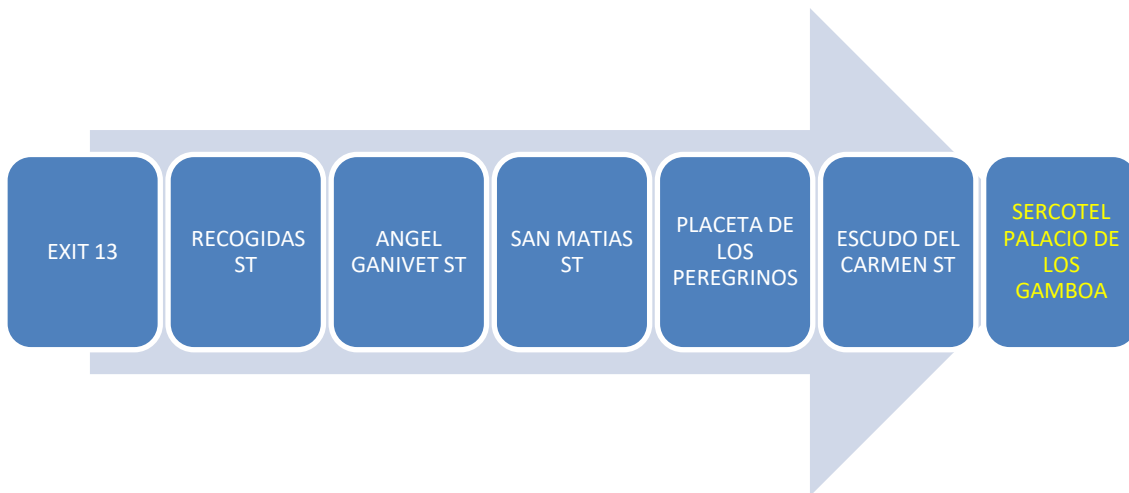 EXIT 13
RECOGIDAS
ST
ANGEL
GANIVET ST
SAN MATIAS
ST
PLACETA DE
LOS
PEREGRINOS
ESCUDO DEL
CARMEN ST
SERCOTEL
PALACIO DE
LOS
GAMBOA